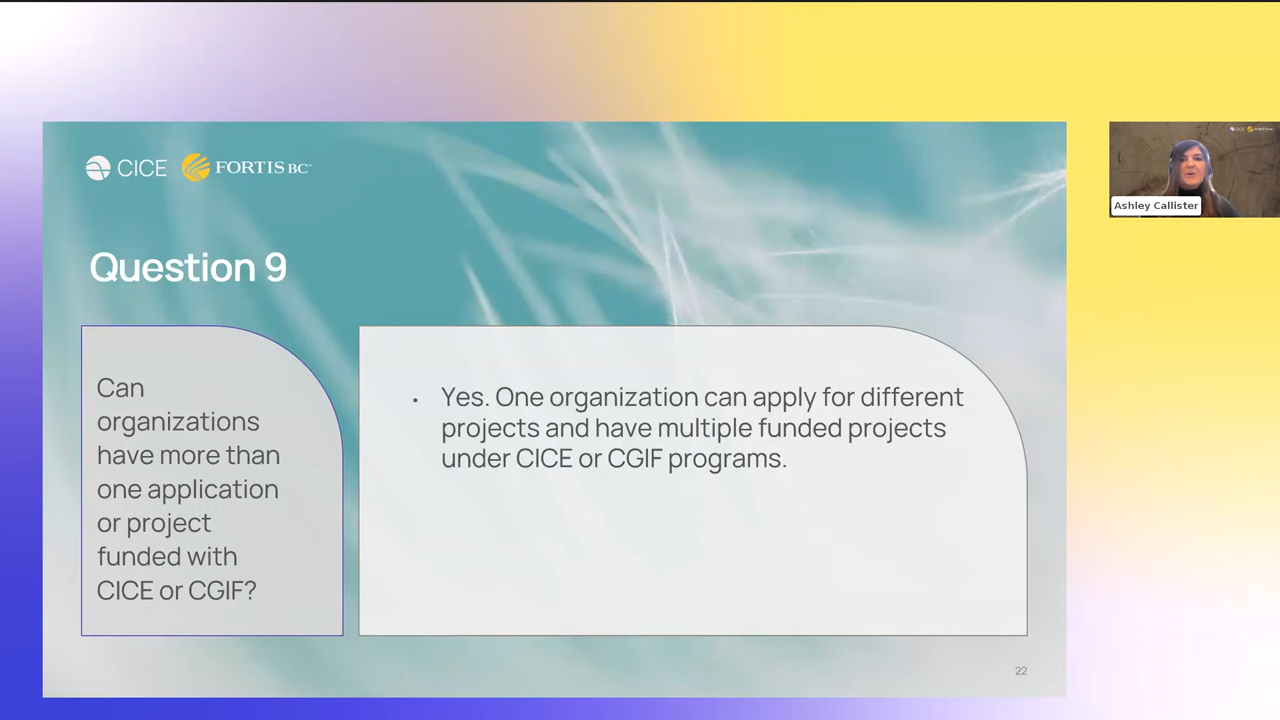 CICE FORTIS BC
Question 9
Can
organizations
have more than
one application
or project
funded with
CICE or CGIF?
• Yes. One organization can apply for different
projects and have multiple funded projects
under CICE or CGIF programs.
22
Ashley Callister